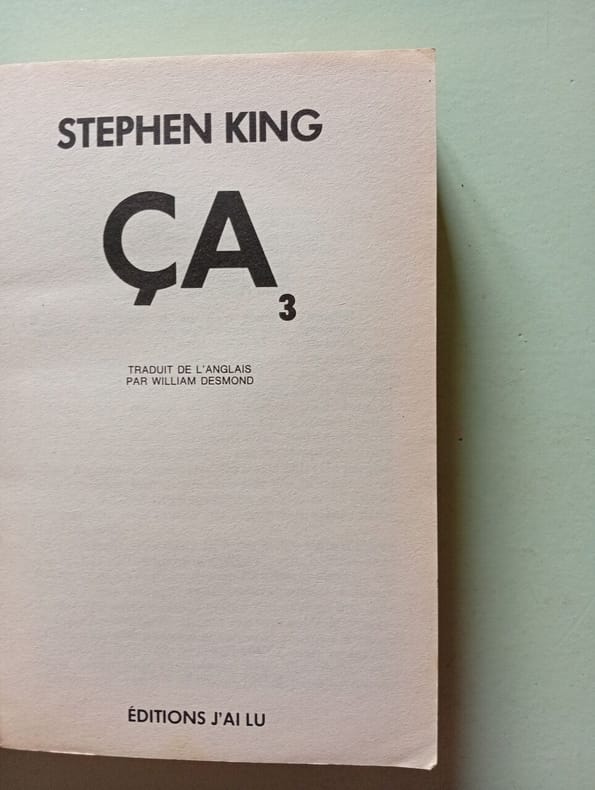 STEPHEN KING
ÇA
3
TRADUIT DE L'ANGLAIS
PAR WILLIAM DESMOND
ÉDITIONS J'AI LU